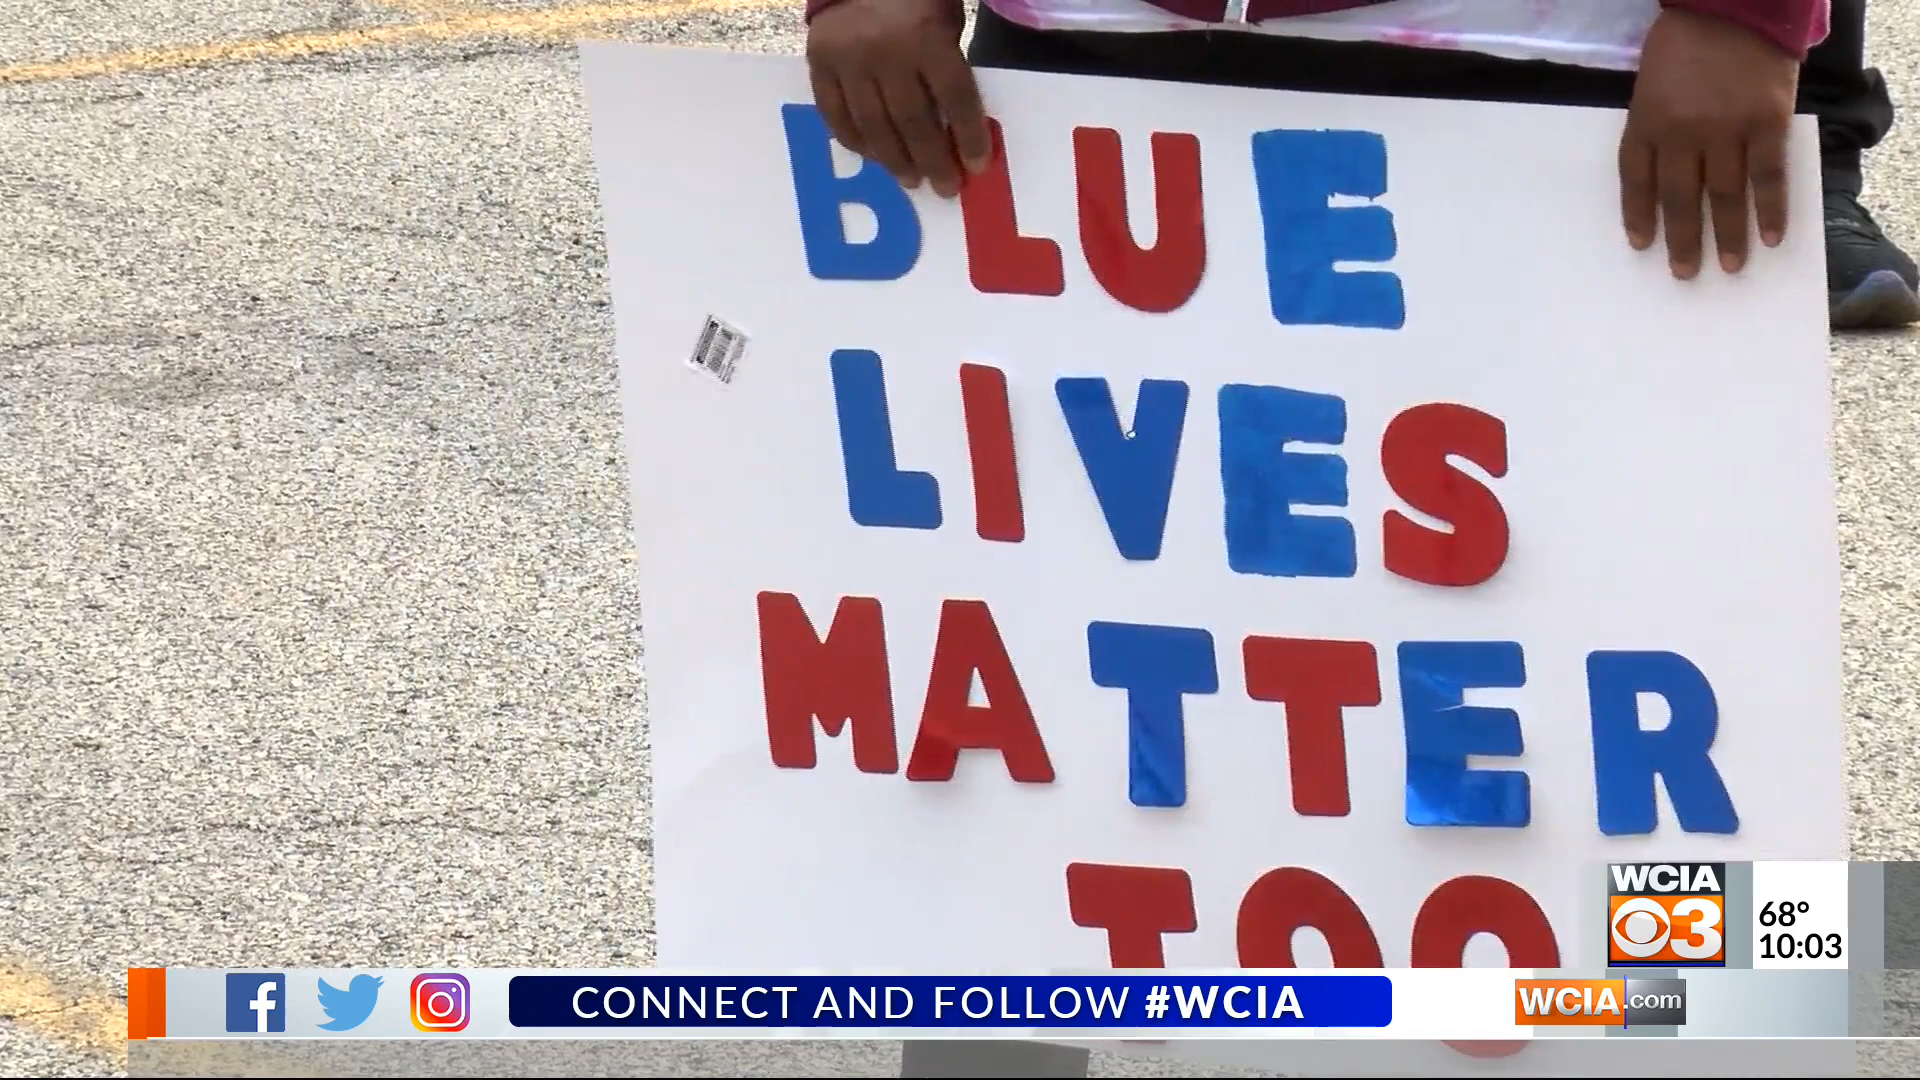 BLUE
LIVES
MATTER
TOO
WCIA
3
68°
10:03
CONNECT AND FOLLOW #WCIA
WCIA.com